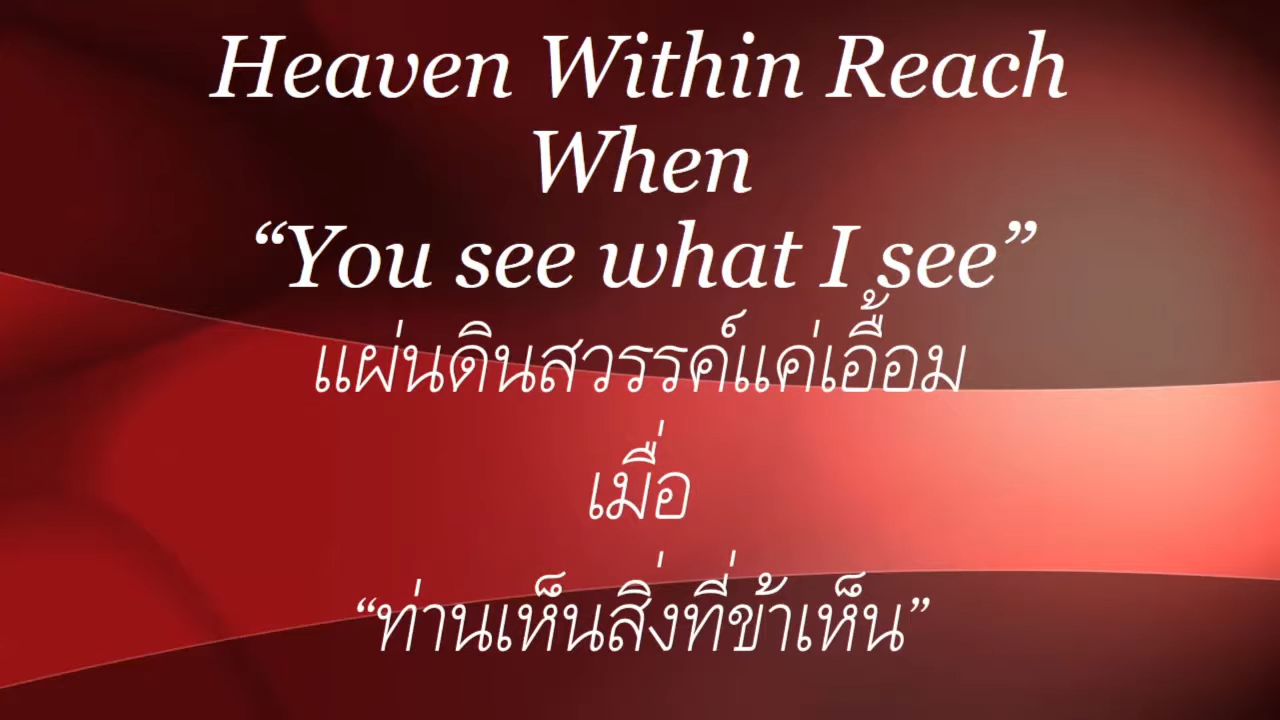 Heaven Within Reach
When
“You see what I see”
แผ่นดินสวรรค์แค่เอื้อม
เมื่อ
“ท่านเห็นสิ่งที่ข้าเห็น”